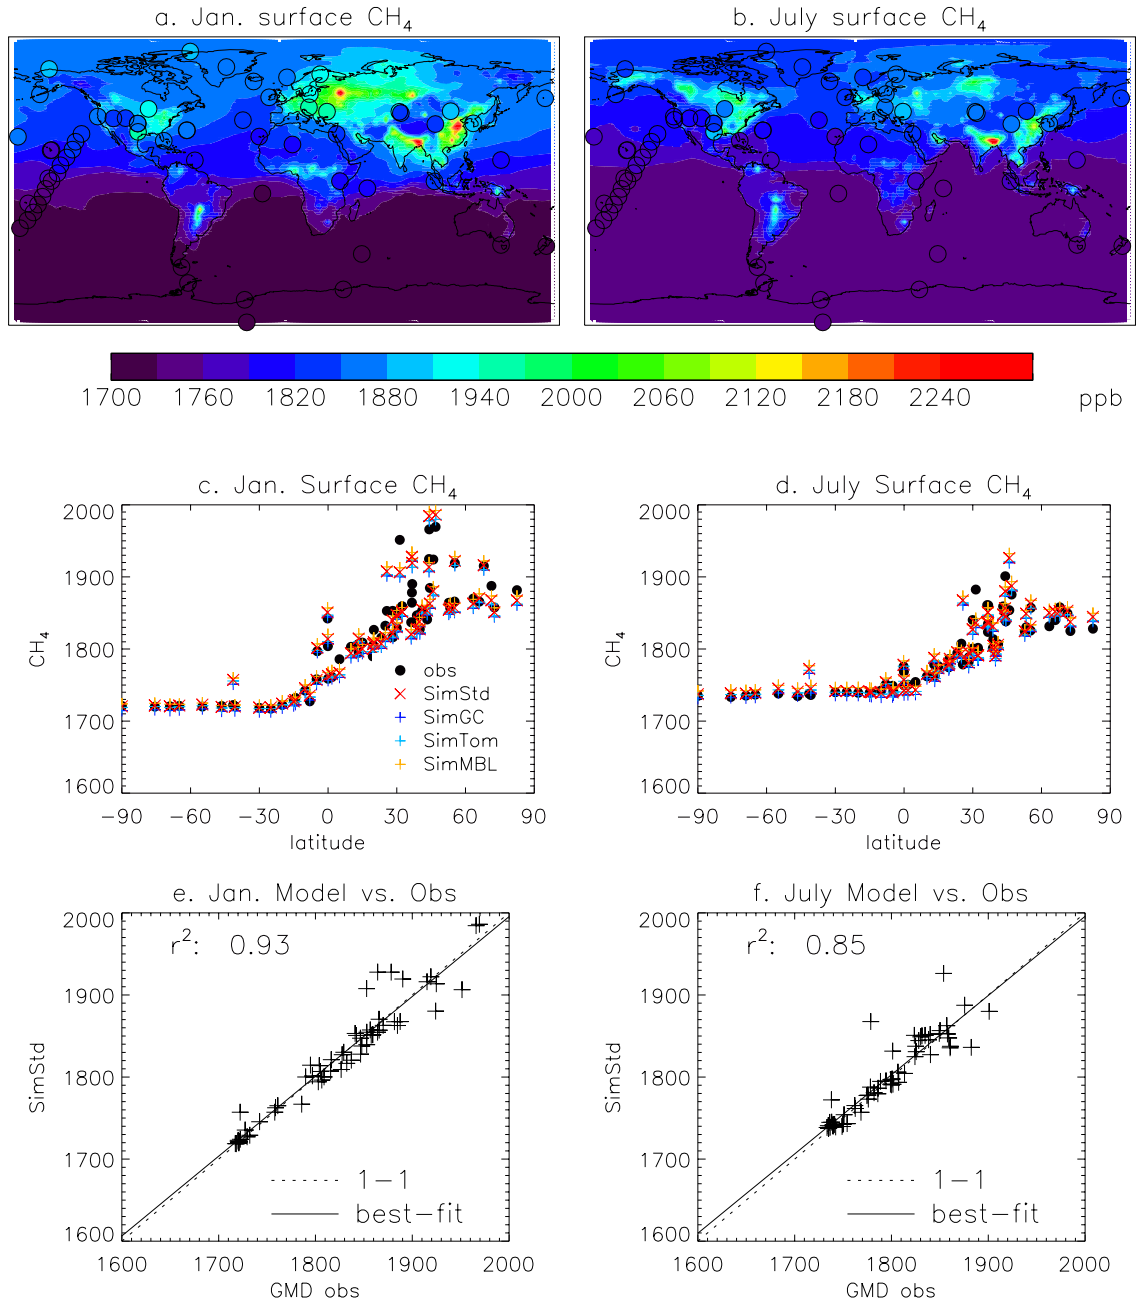 a. Jan. surface CH4
b. July surface CH4
1700 1760 1820 1880 1940 2000 2060 2120 2180 2240 ppb
c. Jan. Surface CH4
2000
1900
1800
1700
1600
CH4
obs
SimStd
SimGC
SimTom
SimMBL
−90 −60 −30 0 30 60 90
latitude
d. July Surface CH4
2000
1900
1800
1700
1600
CH4
−90 −60 −30 0 30 60 90
latitude
e. Jan. Model vs. Obs
r2: 0.93
2000
1900
1800
1700
1600
SimStd
1−1
best−fit
1600 1700 1800 1900 2000
GMD obs
f. July Model vs. Obs
r2: 0.85
2000
1900
1800
1700
1600
SimStd
1−1
best−fit
1600 1700 1800 1900 2000
GMD obs